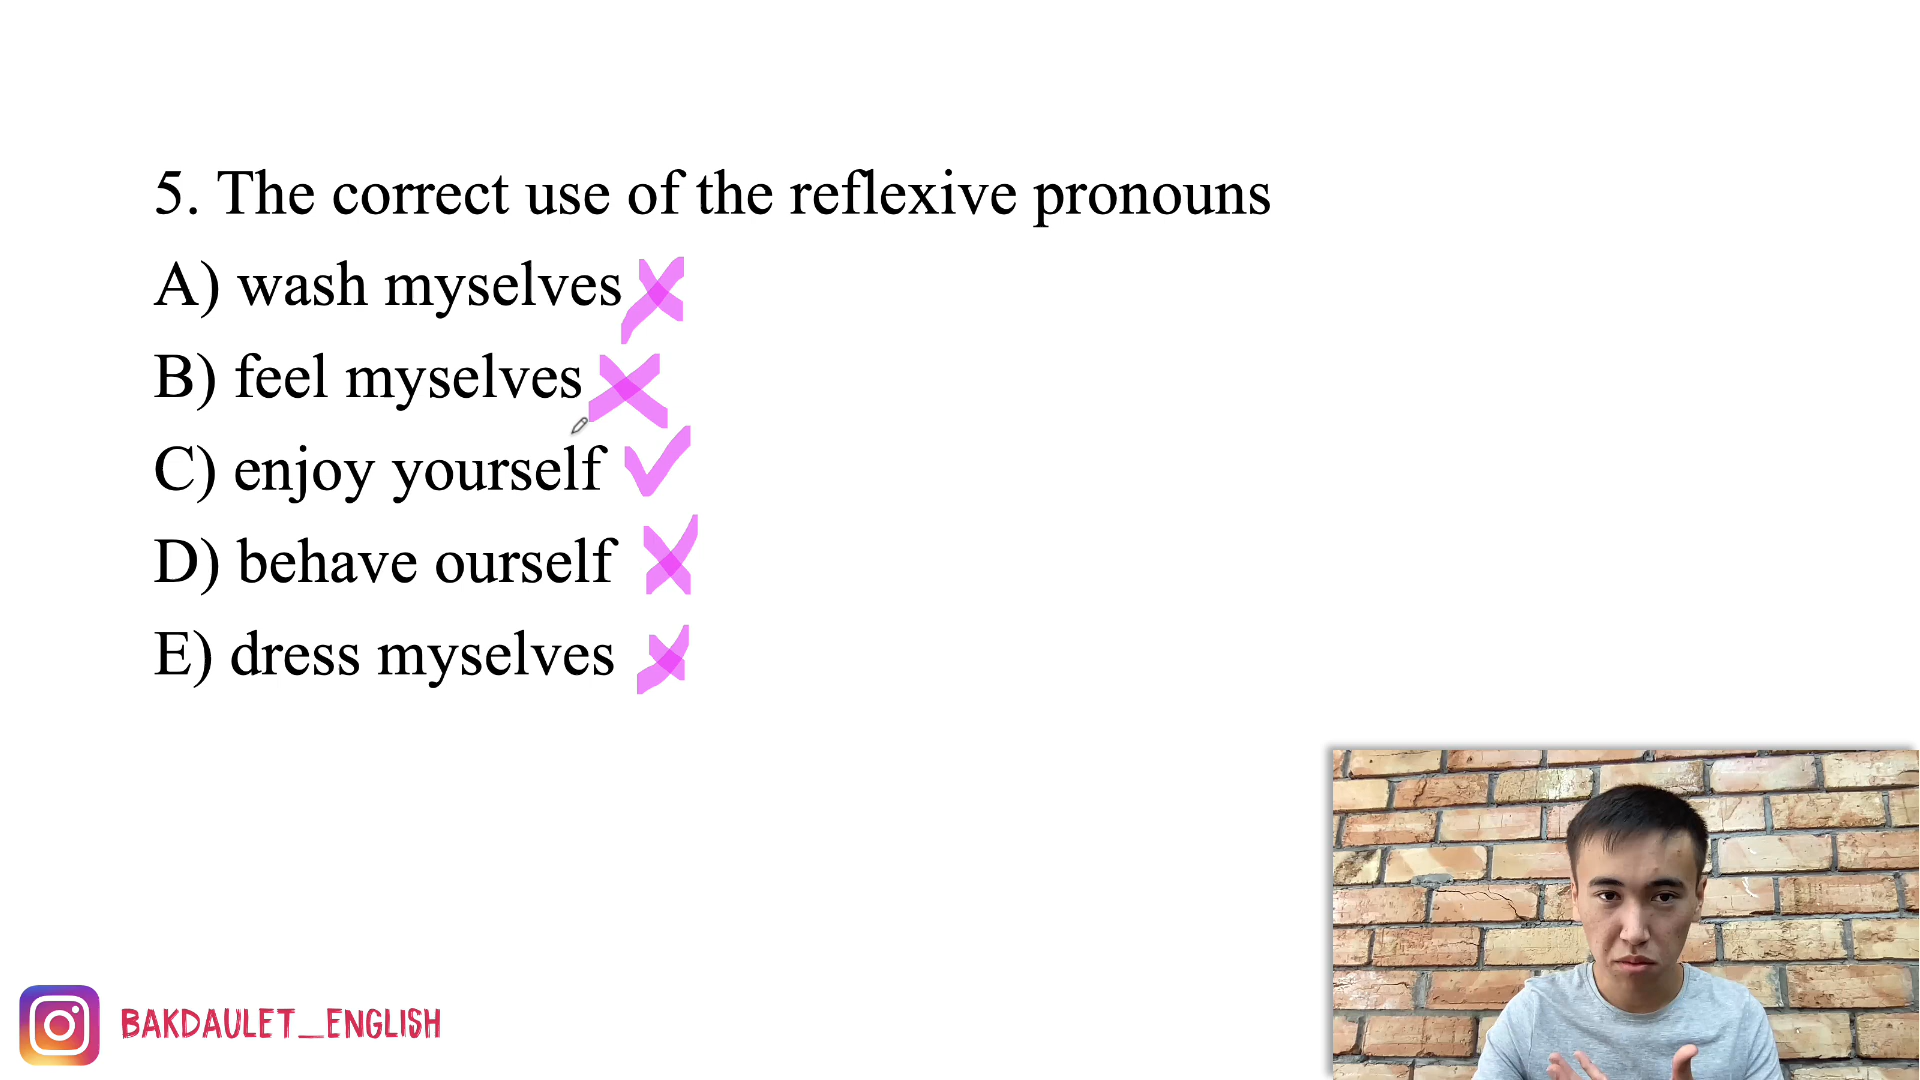 5. The correct use of the reflexive pronouns
A) wash myselves
B) feel myselves
C) enjoy yourself
D) behave ourself
E) dress myselves
BAKDAULET_ENGLISH